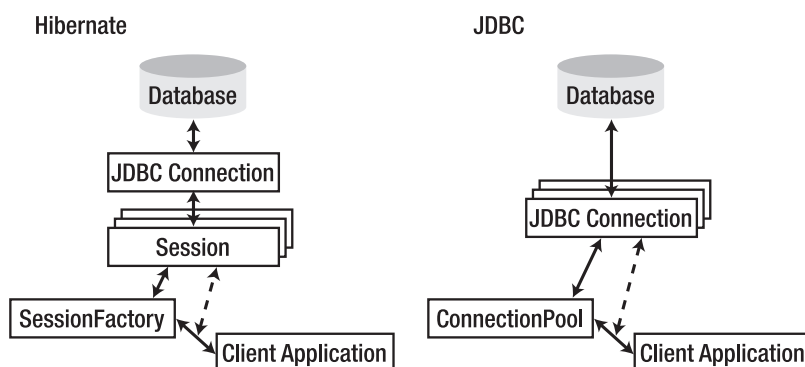 Hibernate
Database
JDBC Connection
Session
SessionFactory
Client Application
JDBC
Database
JDBC Connection
ConnectionPool
Client Application